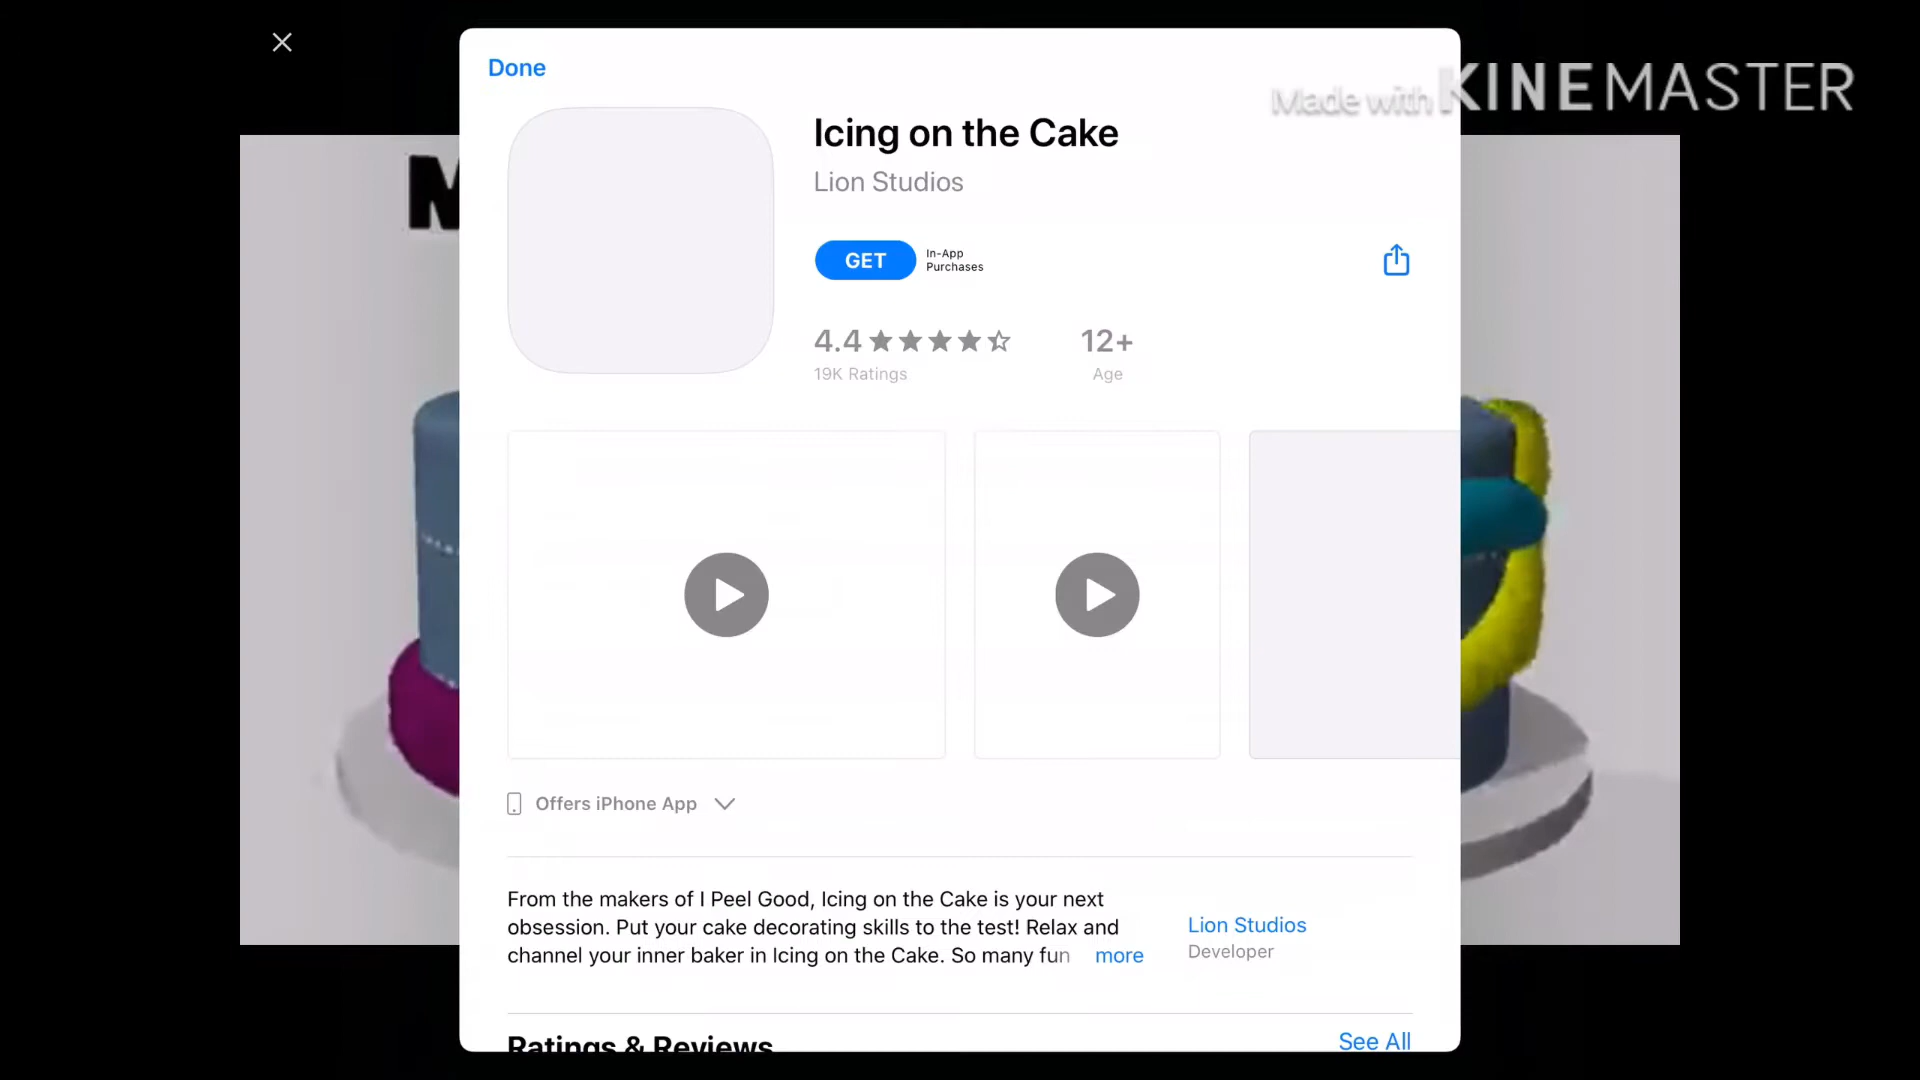 Done
Made with KINEMASTER
Icing on the Cake
Lion Studios
GET
In-App
Purchases
4.4
12+
19K Ratings
Age
Offers iPhone App
From the makers of I Peel Good, Icing on the Cake is your next
obsession. Put your cake decorating skills to the test! Relax and
channel your inner baker in Icing on the Cake. So many fun more
Lion Studios
Developer
Ratings & Reviews
See All